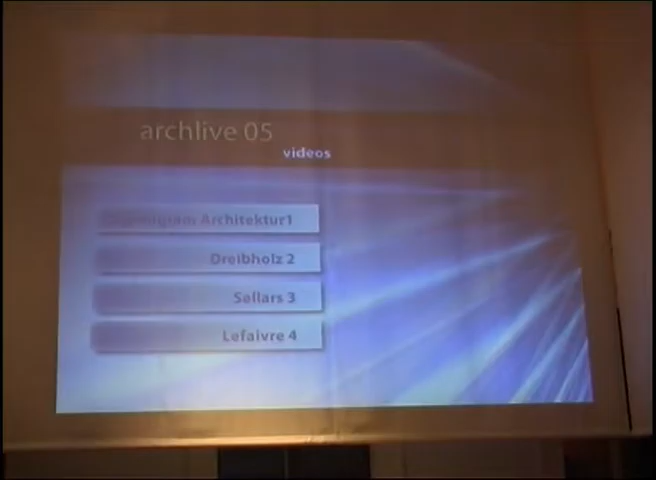 archlive 05
videos
Architektur1
Dreibholz 2
Sellars 3
Lefaivre 4